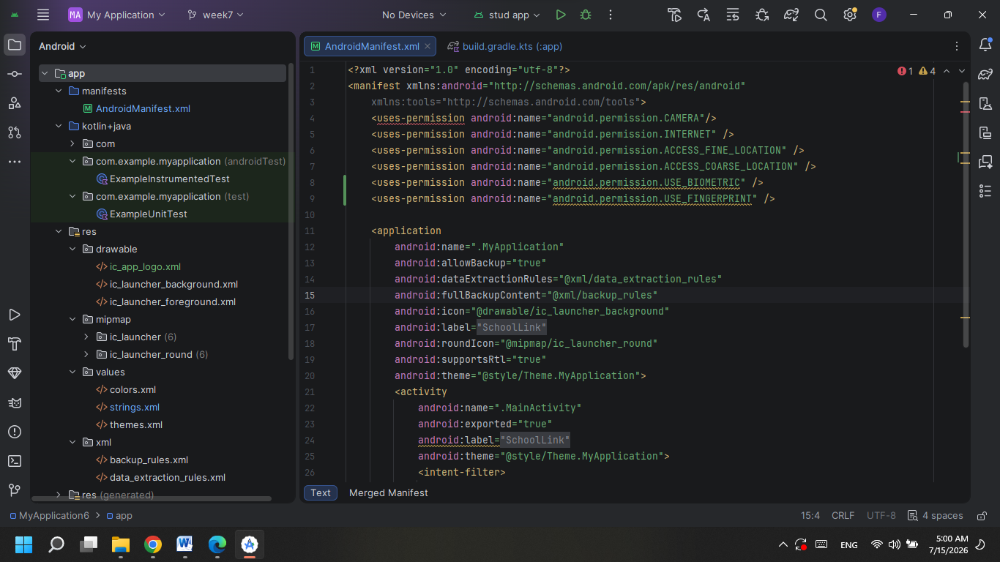 MA My Application
week7
No Devices
stud app
F
Android
app
manifests
AndroidManifest.xml
kotlin+java
com
com.example.myapplication (androidTest)
ExampleInstrumentedTest
com.example.myapplication (test)
ExampleUnitTest
res
drawable
ic_app_logo.xml
ic_launcher_background.xml
ic_launcher_foreground.xml
mipmap
ic_launcher (6)
ic_launcher_round (6)
values
colors.xml
strings.xml
themes.xml
xml
backup_rules.xml
data_extraction_rules.xml
res (generated)
AndroidManifest.xml
build.gradle.kts (:app)
1 4
1 <?xml version="1.0" encoding="utf-8"?>
2 <manifest xmlns:android="http://schemas.android.com/apk/res/android"
3 xmlns:tools="http://schemas.android.com/tools">
4 <uses-permission android:name="android.permission.CAMERA"/>
5 <uses-permission android:name="android.permission.INTERNET" />
6 <uses-permission android:name="android.permission.ACCESS_FINE_LOCATION" />
7 <uses-permission android:name="android.permission.ACCESS_COARSE_LOCATION" />
8 <uses-permission android:name="android.permission.USE_BIOMETRIC" />
9 <uses-permission android:name="android.permission.USE_FINGERPRINT" />
10
11 <application
12 android:name=".MyApplication"
13 android:allowBackup="true"
14 android:dataExtractionRules="@xml/data_extraction_rules"
15 android:fullBackupContent="@xml/backup_rules"
16 android:icon="@drawable/ic_launcher_background"
17 android:label="SchoolLink"
18 android:roundIcon="@mipmap/ic_launcher_round"
19 android:supportsRtl="true"
20 android:theme="@style/Theme.MyApplication">
21 <activity
22 android:name=".MainActivity"
23 android:exported="true"
24 android:label="SchoolLink"
25 android:theme="@style/Theme.MyApplication">
26 <intent-filter>
Text
Merged Manifest
MyApplication6 > app
15:4
CRLF
UTF-8
4 spaces
ENG
5:00 AM
7/15/2026